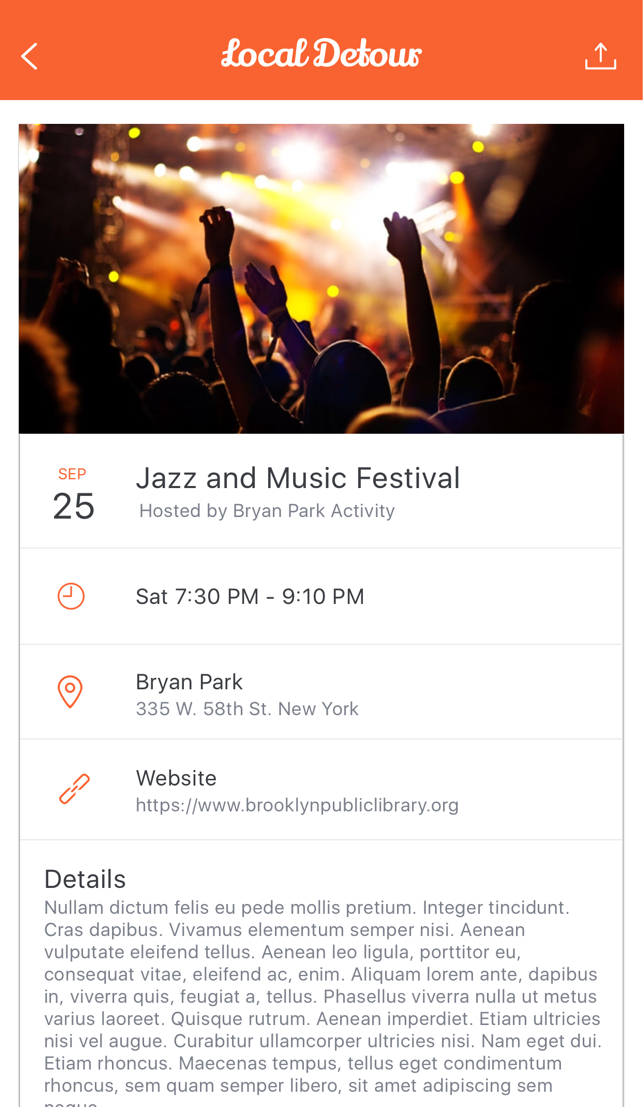 Local Detour
SEP
25
Jazz and Music Festival
Hosted by Bryan Park Activity
Sat 7:30 PM - 9:10 PM
Bryan Park
335 W. 58th St. New York
Website
https://www.brooklynpubliclibrary.org
Details
Nullam dictum felis eu pede mollis pretium. Integer tincidunt.
Cras dapibus. Vivamus elementum semper nisi. Aenean
vulputate eleifend tellus. Aenean leo ligula, porttitor eu,
consequat vitae, eleifend ac, enim. Aliquam lorem ante, dapibus
in, viverra quis, feugiat a, tellus. Phasellus viverra nulla ut metus
varius laoreet. Quisque rutrum. Aenean imperdiet. Etiam ultricies
nisi vel augue. Curabitur ullamcorper ultricies nisi. Nam eget dui.
Etiam rhoncus. Maecenas tempus, tellus eget condimentum
rhoncus, sem quam semper libero, sit amet adipiscing sem